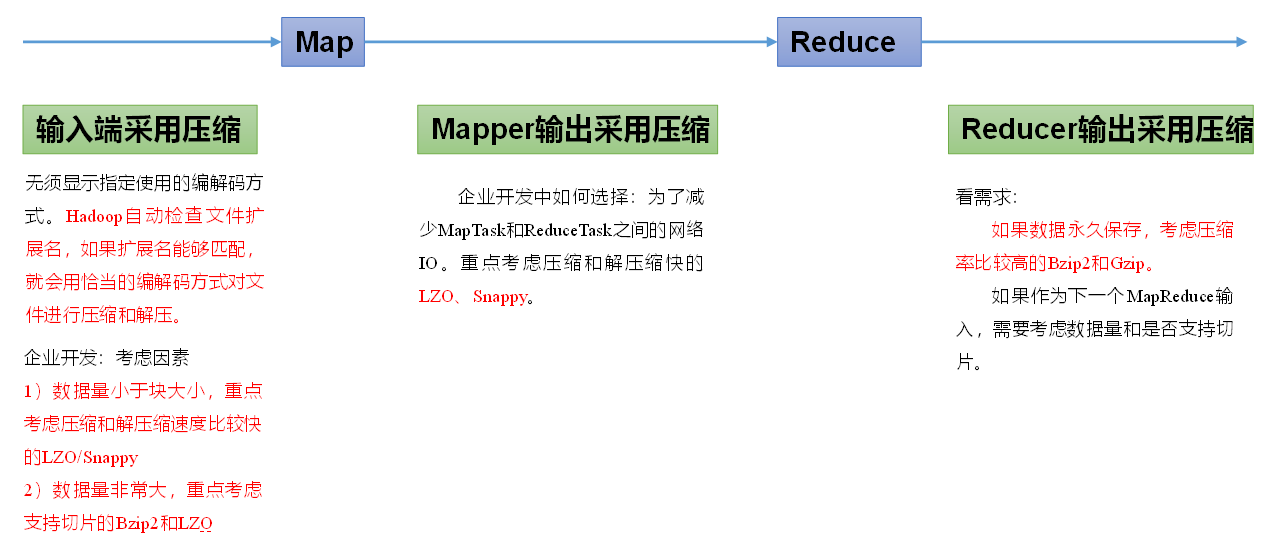 Map
Reduce
输入端采用压缩
无须显示指定使用的编解码方
式。Hadoop自动检查文件扩
展名，如果扩展名能够匹配，
就会用恰当的编解码方式对文
件进行压缩和解压。
企业开发：考虑因素
1）数据量小于块大小，重点
考虑压缩和解压缩速度比较快
的LZO/Snappy
2）数据量非常大，重点考虑
支持切片的Bzip2和LZO
Mapper输出采用压缩
企业开发中如何选择：为了减
少MapTask和ReduceTask之间的网络
IO。重点考虑压缩和解压缩快的
LZO、Snappy。
Reducer输出采用压缩
看需求：
如果数据永久保存，考虑压缩
率比较高的Bzip2和Gzip。
如果作为下一个MapReduce输
入，需要考虑数据量和是否支持切
片。